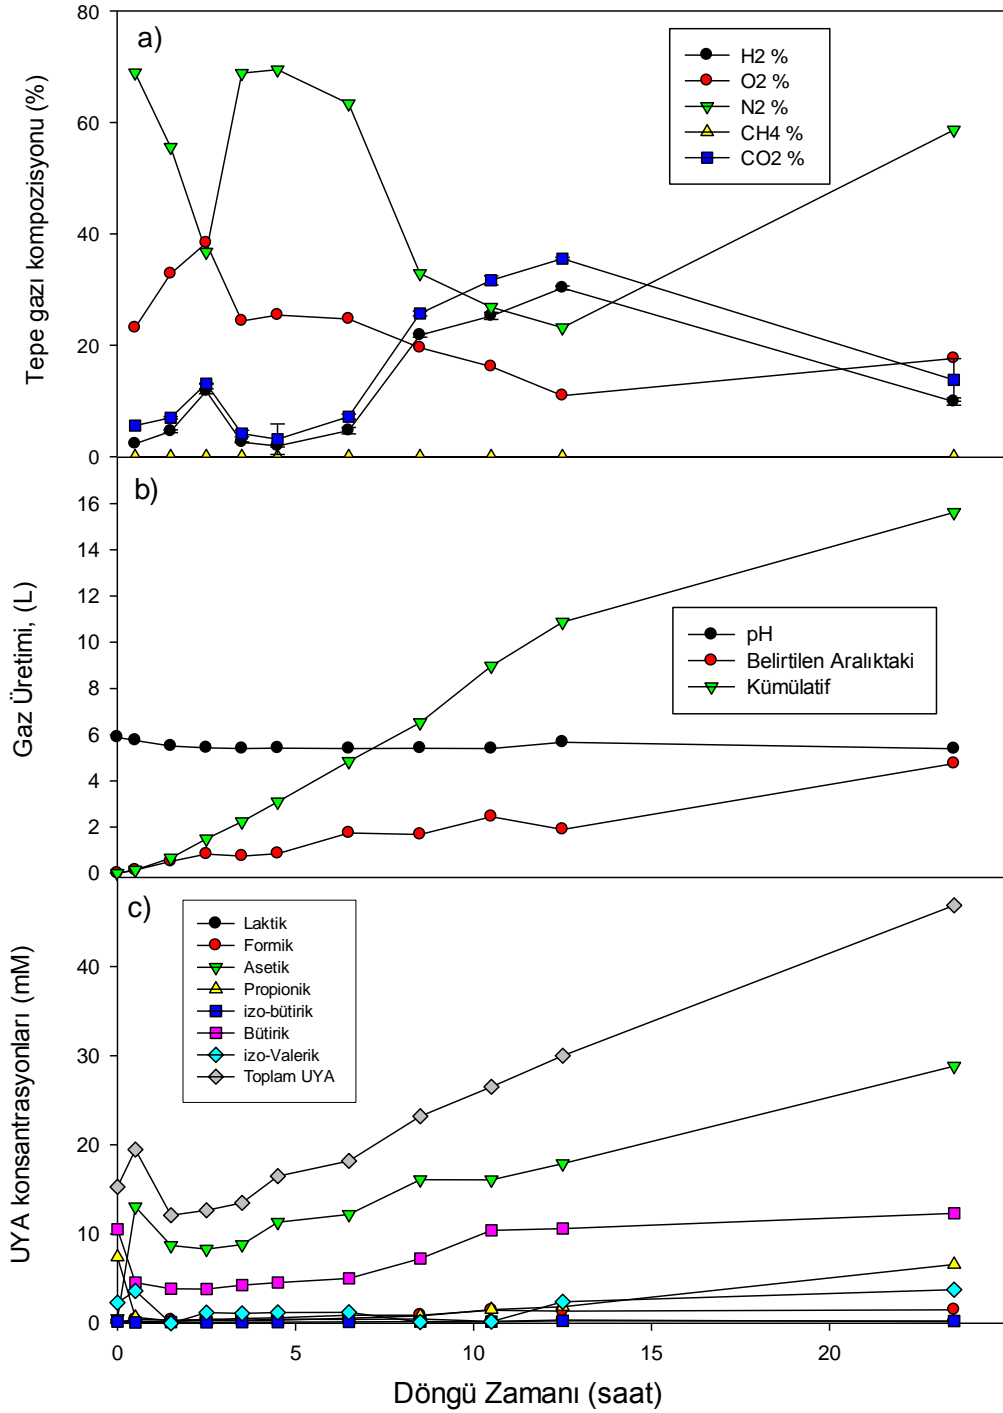 a)
Tepe gazı kompozisyonu (%)
80
60
40
20
0
H2 %
O2 %
N2 %
CH4 %
CO2 %
b)
Gaz Üretimi, (L)
16
14
12
10
8
6
4
2
0
pH
Belirtilen Aralıktaki
Kümülatif
c)
UYA konsantrasyonları (mM)
40
30
20
10
0
Laktik
Formik
Asetik
Propionik
izo-bütirik
Bütirik
izo-Valerik
Toplam UYA
0 5 10 15 20
Döngü Zamanı (saat)